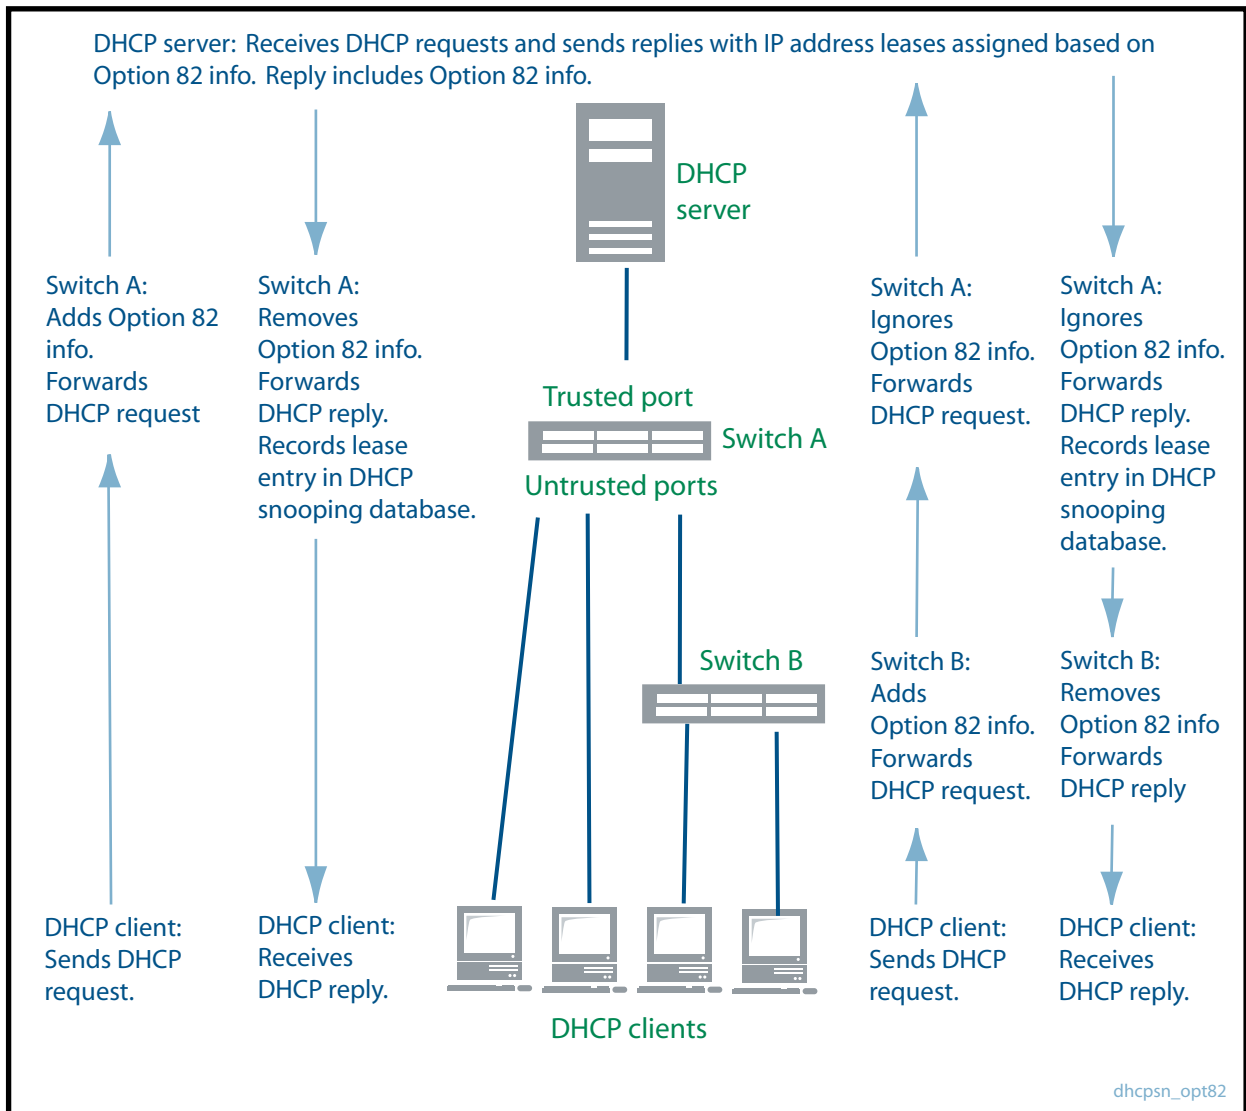 DHCP server: Receives DHCP requests and sends replies with IP address leases assigned based on
Option 82 info. Reply includes Option 82 info.
DHCP
server
Switch A:
Adds Option 82
info.
Forwards
DHCP request
Switch A:
Removes
Option 82 info.
Forwards
DHCP reply.
Records lease
entry in DHCP
snooping database.
Trusted port
Switch A
Untrusted ports
Switch B
Switch A:
Ignores
Option 82 info.
Forwards
DHCP request.
Switch A:
Ignores
Option 82 info.
Forwards
DHCP reply.
Records lease
entry in DHCP
snooping
database.
Switch B:
Adds
Option 82 info.
Forwards
DHCP request.
Switch B:
Removes
Option 82 info
Forwards
DHCP reply
DHCP client:
Sends DHCP
request.
DHCP client:
Receives
DHCP reply.
DHCP clients
DHCP client:
Sends DHCP
request.
DHCP client:
Receives
DHCP reply.
dhcpsn_opt82